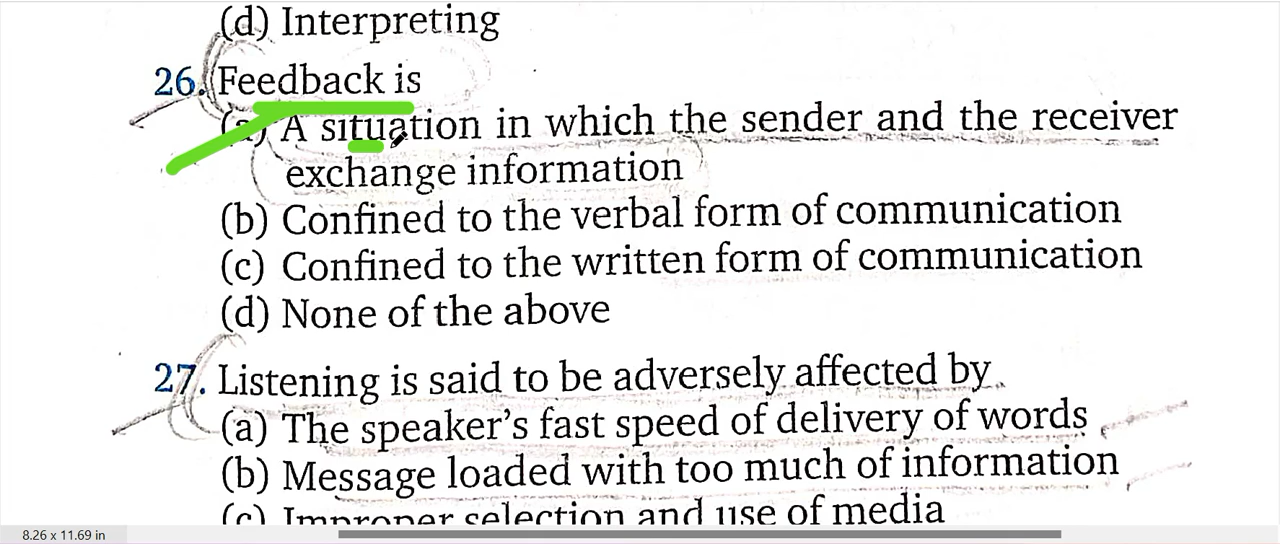 (d) Interpreting
26. Feedback is
(a) A situation in which the sender and the receiver
exchange information
(b) Confined to the verbal form of communication
(c) Confined to the written form of communication
(d) None of the above
27. Listening is said to be adversely affected by
(a) The speaker's fast speed of delivery of words
(b) Message loaded with too much of information
(c) Improper selection and use of media
8.26 x 11.69 in